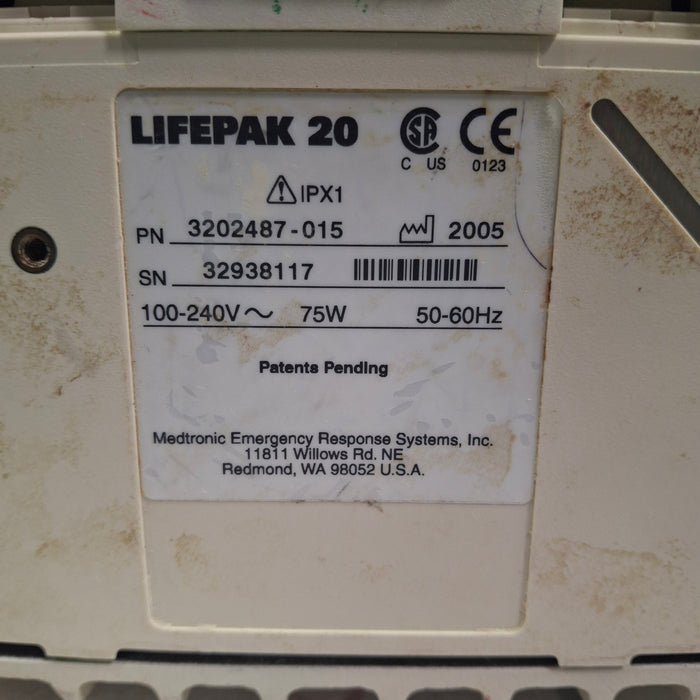 LIFEPAK 20
C US
CE
0123
IPX1
PN 3202487-015 2005
SN 32938117
100-240V~ 75W 50-60Hz
Patents Pending
Medtronic Emergency Response Systems, Inc.
11811 Willows Rd. NE
Redmond, WA 98052 U.S.A.